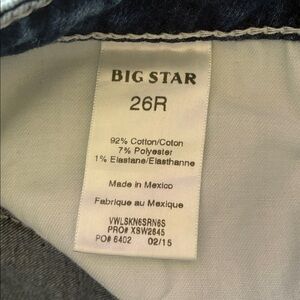 BIG STAR
26R
92% Cotton/Coton
7% Polyester
1% Elastane/Elasthanne
Made in Mexico
Fabrique au Mexique
VWLSKN6SRN6S
PRO# XSW2645
PO# 6402 02/15